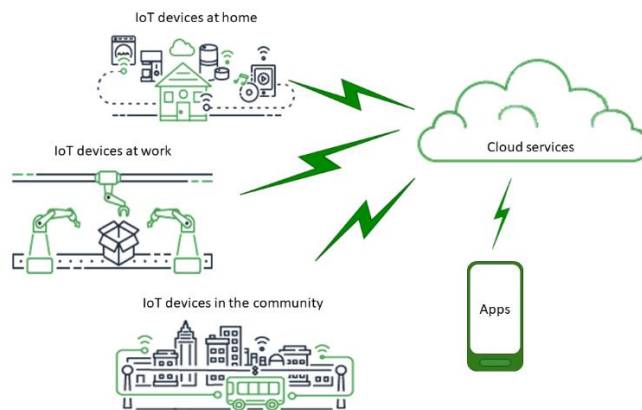 IoT devices at home
IoT devices at work
Cloud services
IoT devices in the community
Apps